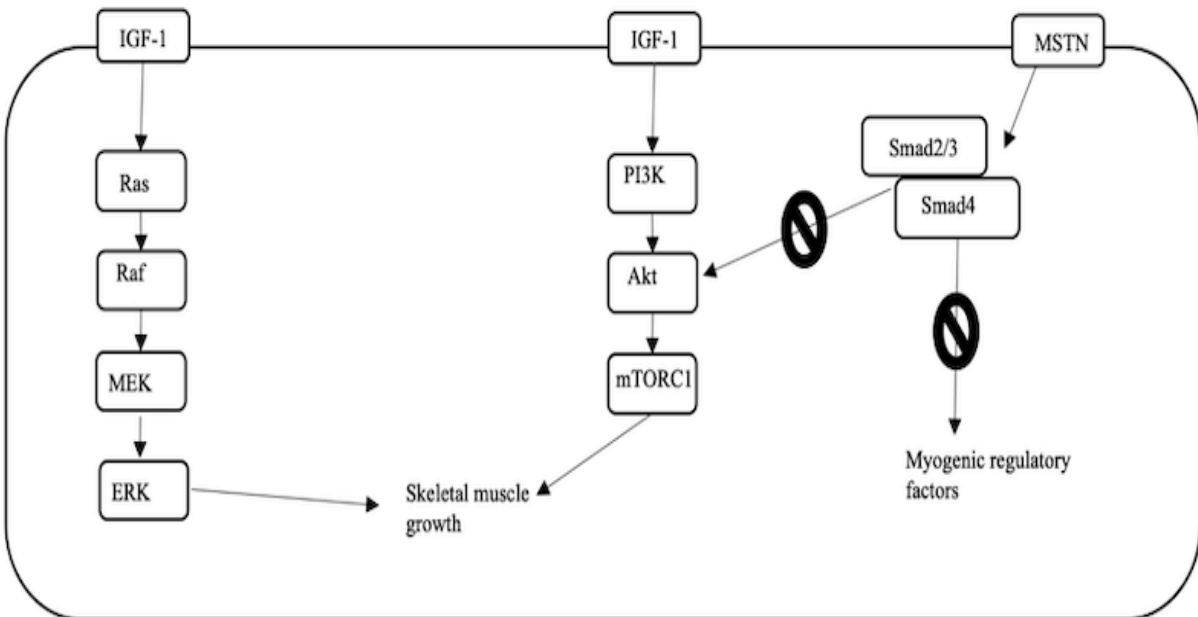 IGF-1
IGF-1
MSTN
Smad2/3
Ras
PI3K
Smad4
Raf
Akt
MEK
mTORC1
Myogenic regulatory
factors
ERK
Skeletal muscle
growth